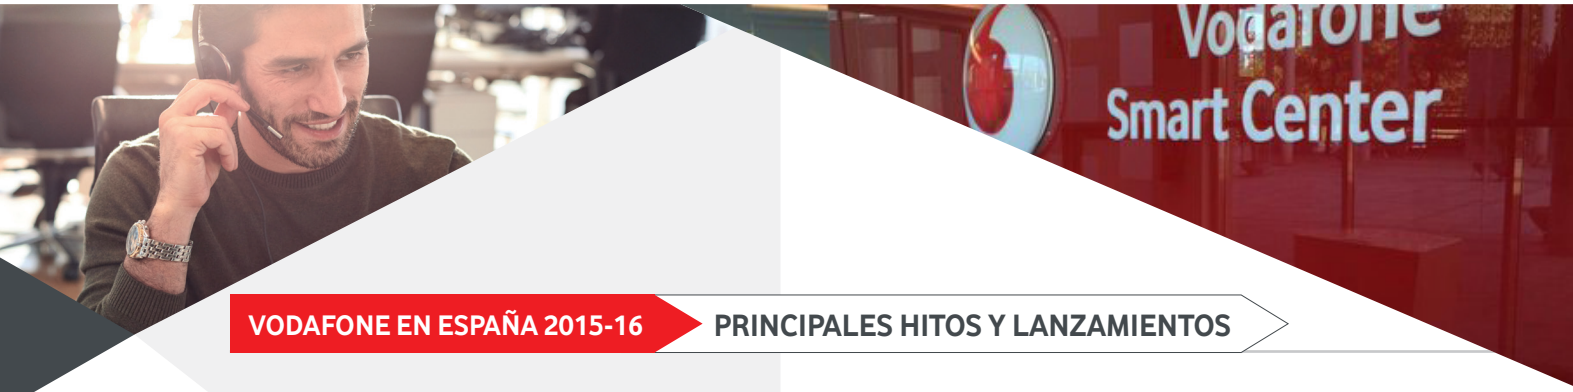 Vodafone
Smart Center
VODAFONE EN ESPAÑA 2015-16
PRINCIPALES HITOS Y LANZAMIENTOS